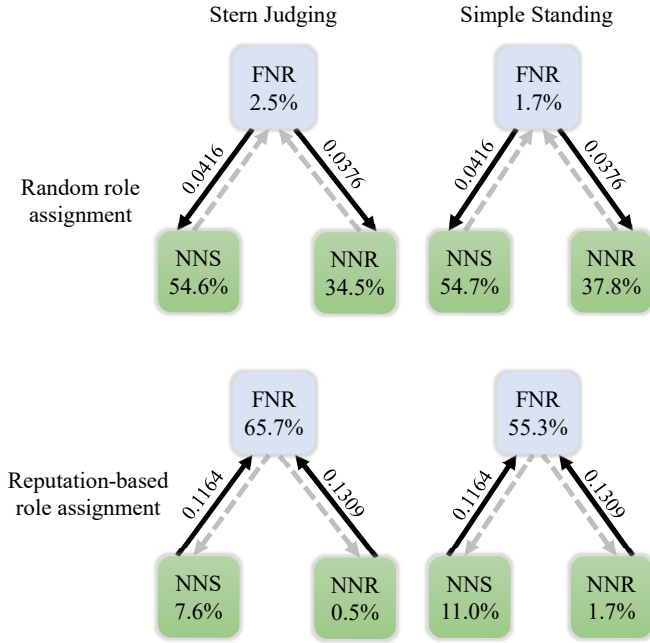 Stern Judging
Simple Standing
FNR
2.5%
FNR
1.7%
0.0416
0.0376
0.0416
0.0376
Random role
assignment
NNS
54.6%
NNR
34.5%
NNS
54.7%
NNR
37.8%
FNR
65.7%
FNR
55.3%
Reputation-based
role assignment
0.1164
0.1309
0.1164
0.1309
NNS
7.6%
NNR
0.5%
NNS
11.0%
NNR
1.7%